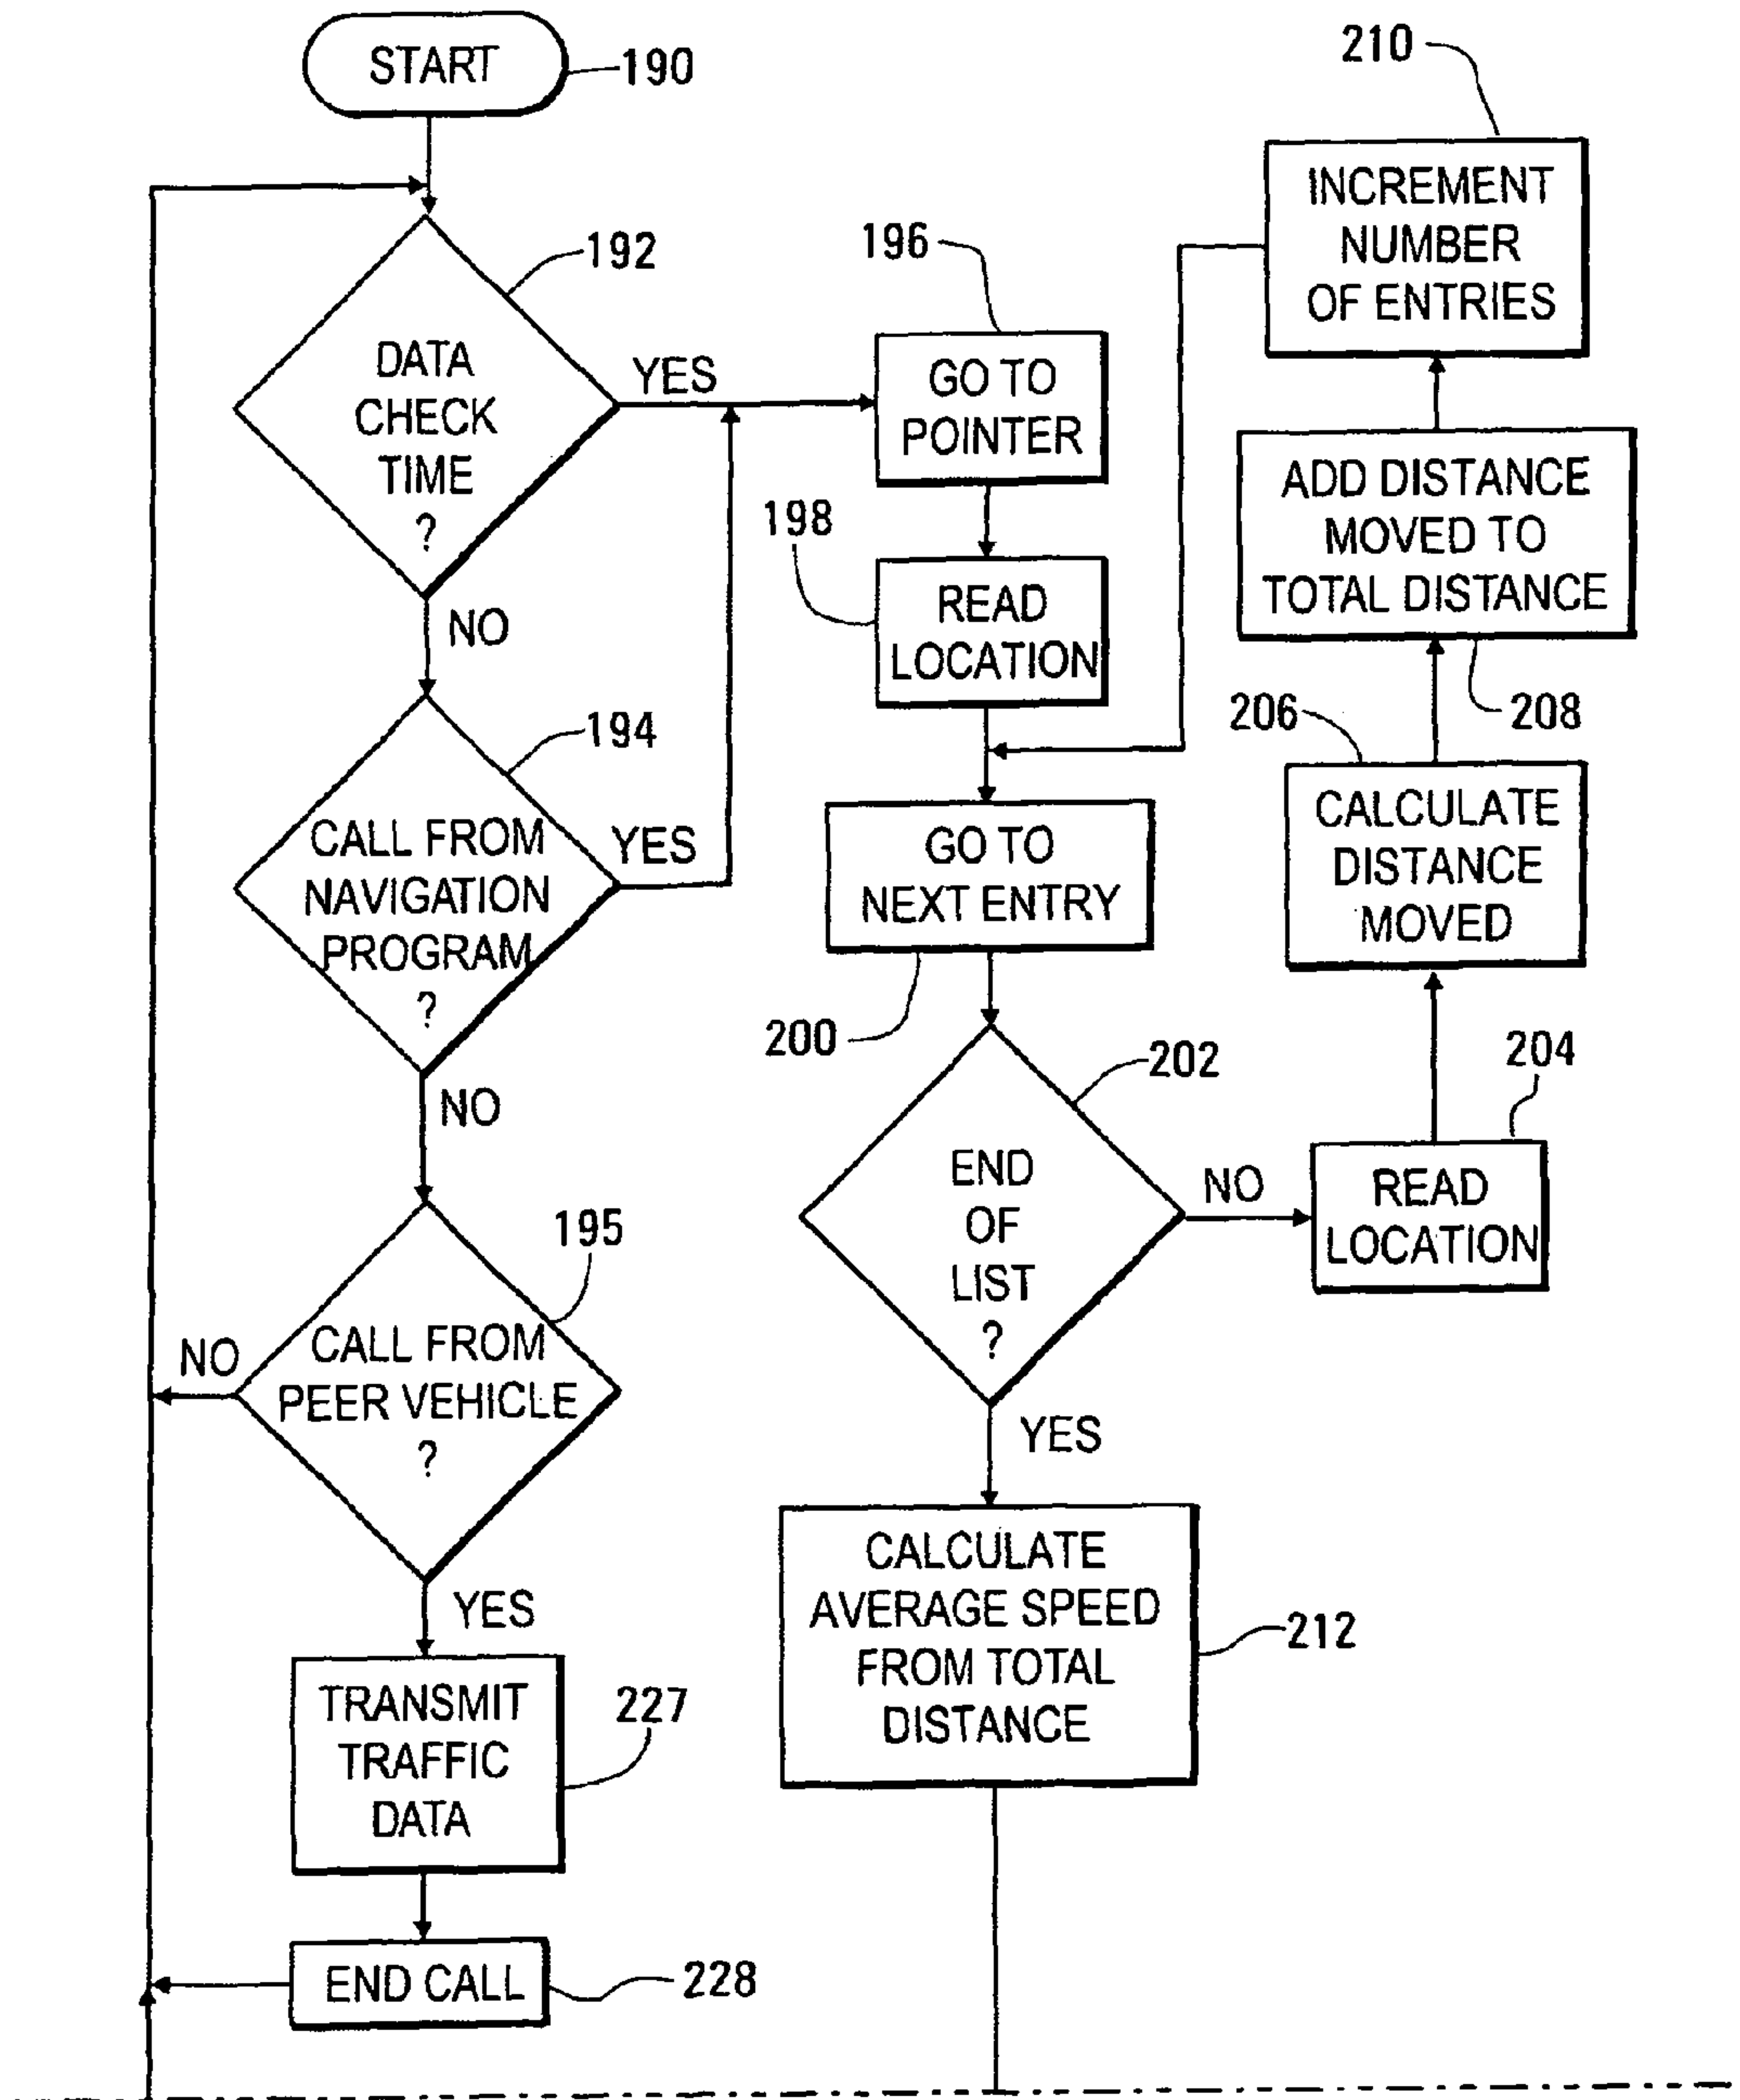 START
190
192
DATA
CHECK
TIME
?
YES
NO
194
CALL FROM
NAVIGATION
PROGRAM
?
YES
NO
195
CALL FROM
PEER VEHICLE
?
NO
YES
TRANSMIT
TRAFFIC
DATA
227
END CALL
228
196
GO TO
POINTER
198
READ
LOCATION
GO TO
NEXT ENTRY
200
202
END
OF
LIST
?
NO
YES
204
READ
LOCATION
206
CALCULATE
DISTANCE
MOVED
ADD DISTANCE
MOVED TO
TOTAL DISTANCE
208
210
INCREMENT
NUMBER
OF ENTRIES
CALCULATE
AVERAGE SPEED
FROM TOTAL
DISTANCE
212